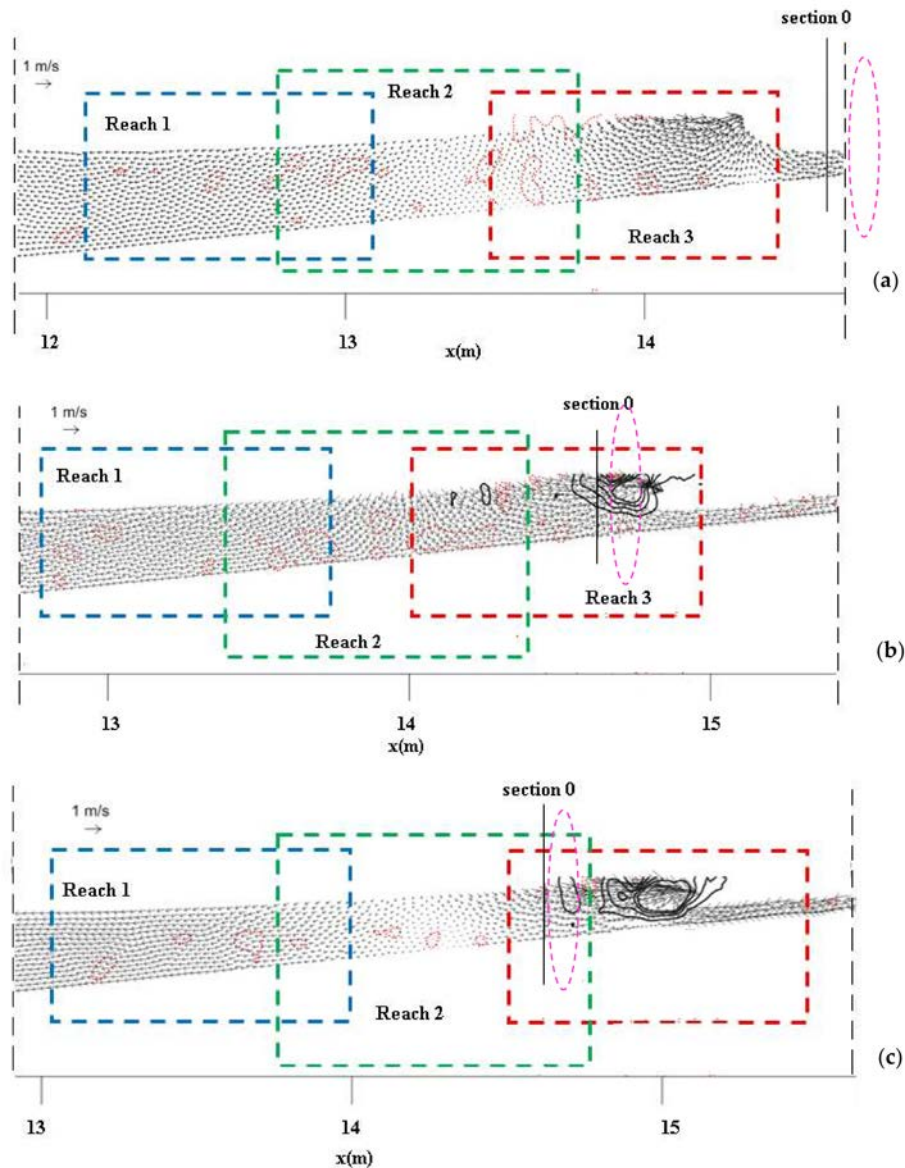 section 0
1 m/s
Reach 2
Reach 1
Reach 3
(a)
12 13 14
x(m)
section 0
1 m/s
Reach 1
Reach 3
Reach 2
(b)
13 14 15
x(m)
section 0
1 m/s
Reach 1
Reach 2
(c)
13 14 15
x(m)